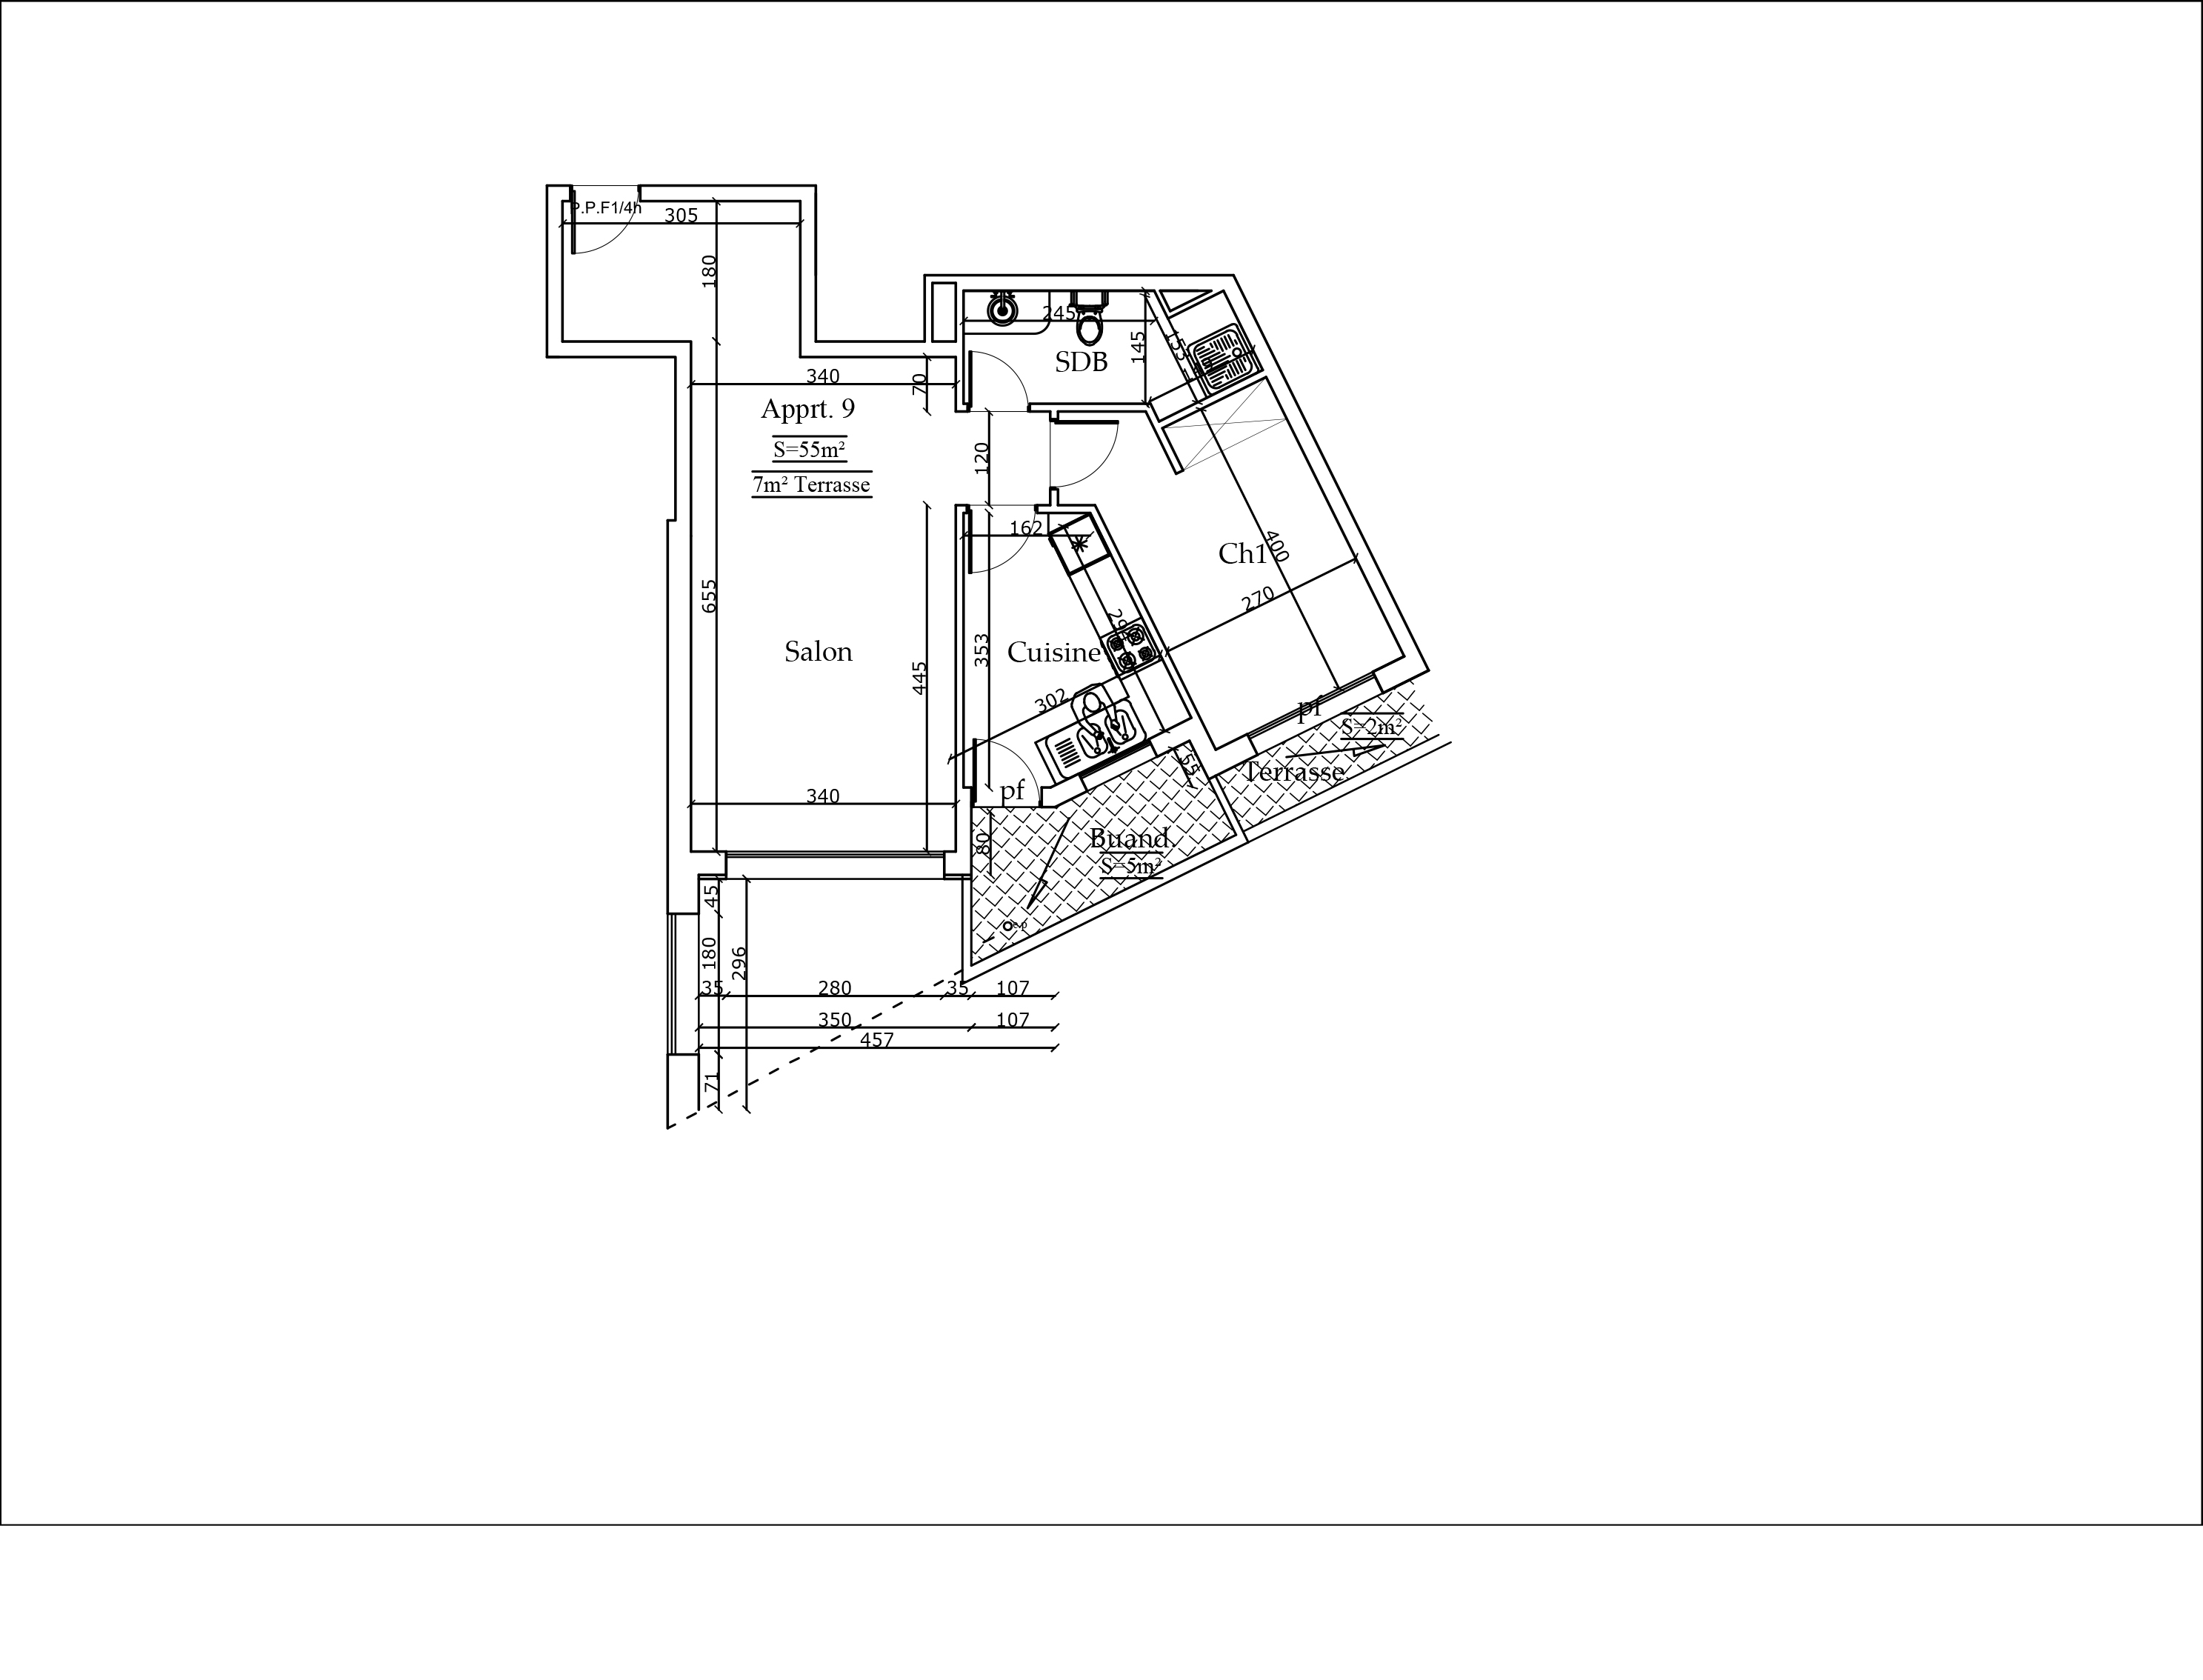 P.P.F1/4h
305
180
245
SDB
145
153
340
70
Apprt. 9
S=55m²
7m² Terrasse
120
162
Ch1
400
270
655
Salon
445
353
Cuisine
302
pf
S=2m²
Terrasse
55
340
pf
80
Buand.
S=5m²
45
180
296
35
280
35
107
350
107
457
71